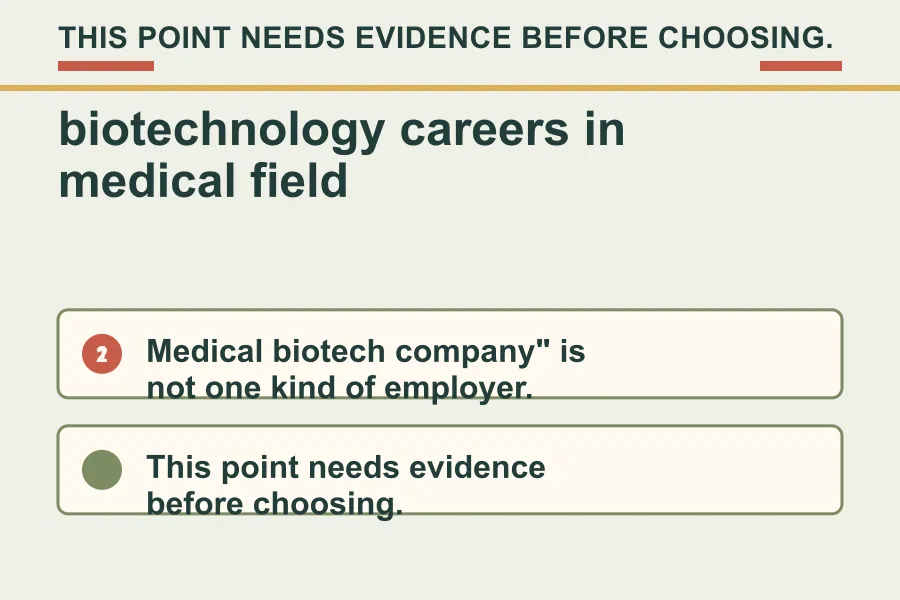 THIS POINT NEEDS EVIDENCE BEFORE CHOOSING.
biotechnology careers in
medical field
2
Medical biotech company" is
not one kind of employer.
This point needs evidence
before choosing.